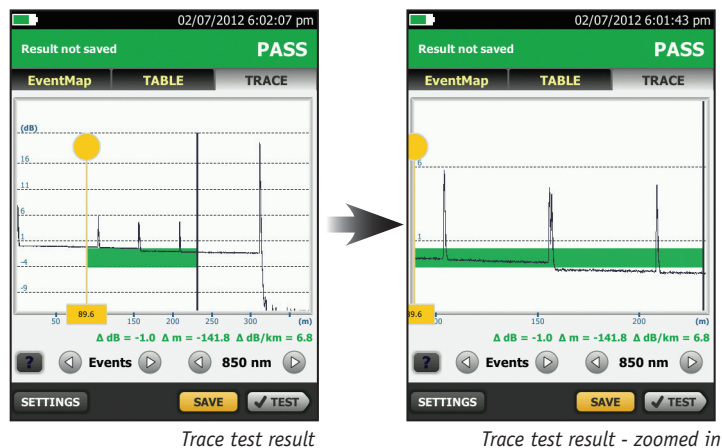 02/07/2012 6:02:07 pm
Result not saved PASS
EventMap TABLE TRACE
(dB)
16
11
6
1
-4
-9
89.6
50 150 200 250 300 (m)
Δ dB = -1.0 Δ m = -141.8 Δ dB/km = 6.8
? Events 850 nm
SETTINGS SAVE TEST
Trace test result
02/07/2012 6:01:43 pm
Result not saved PASS
EventMap TABLE TRACE
6
1
89.6
00 150 200 (m)
Δ dB = -1.0 Δ m = -141.8 Δ dB/km = 6.8
? Events 850 nm
SETTINGS SAVE TEST
Trace test result - zoomed in